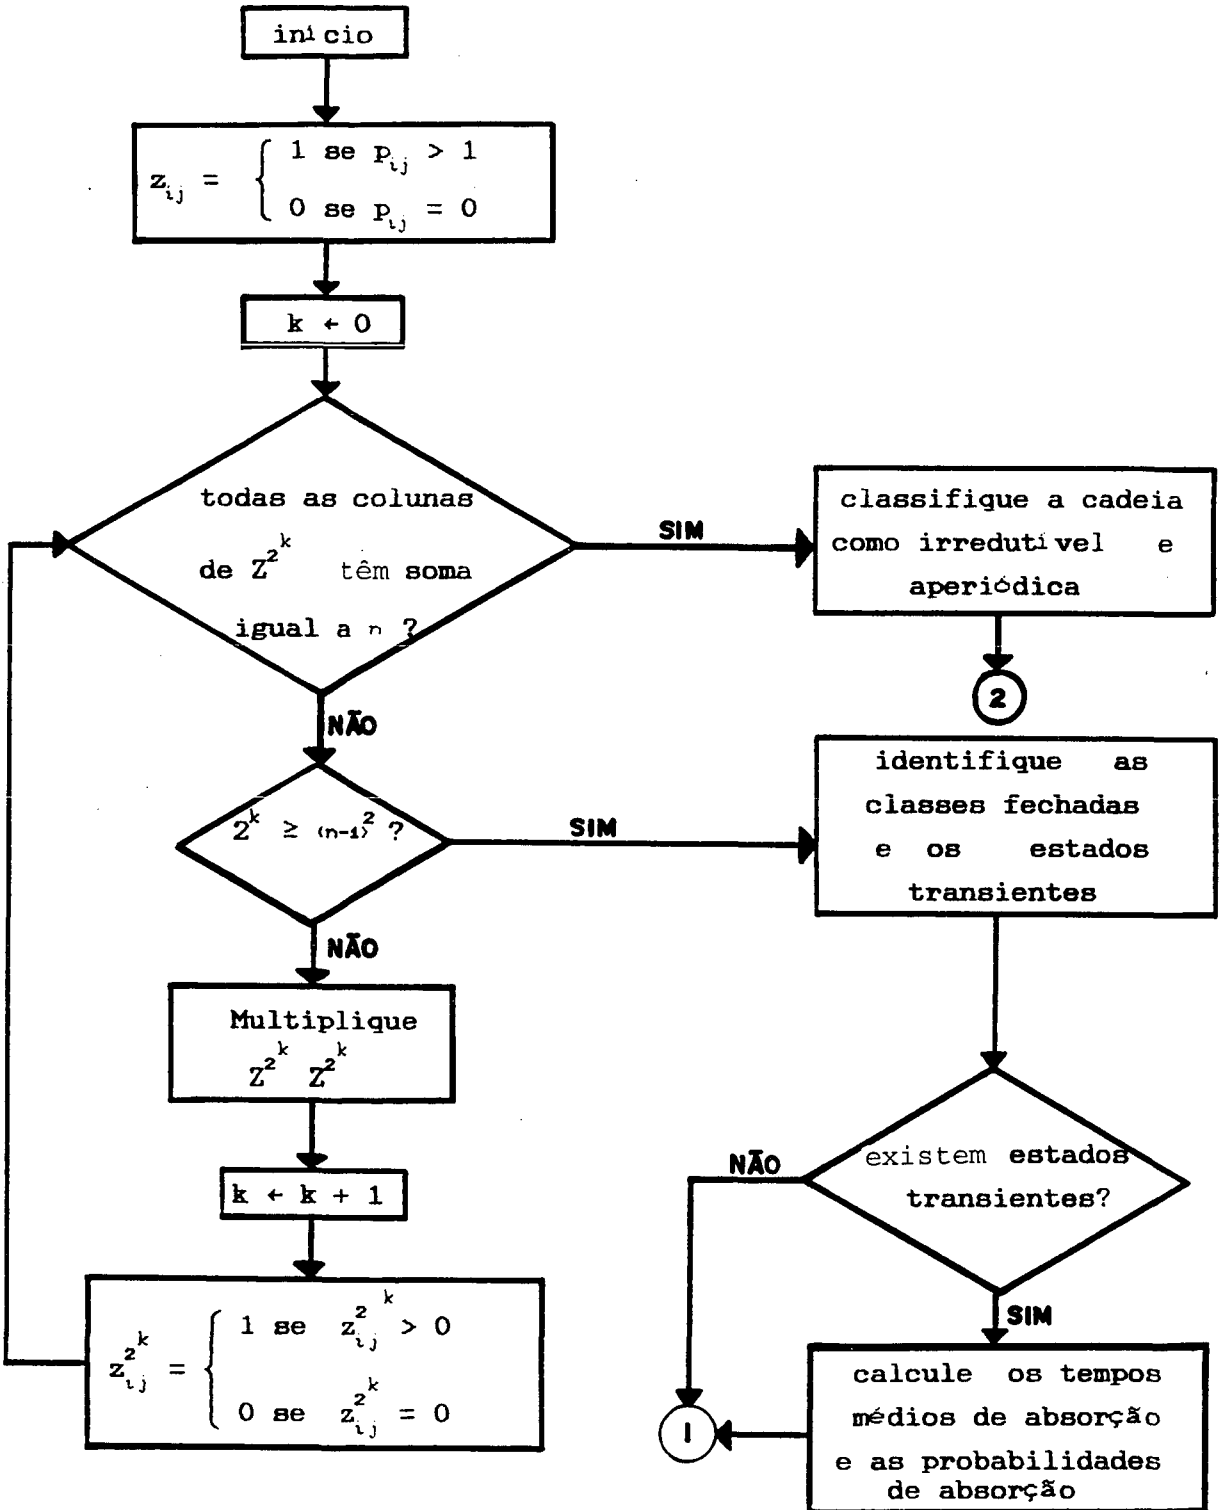 início
z_ij = { 1 se p_ij > 1
0 se p_ij = 0
k ← 0
todas as colunas
de Z^2^k têm soma
igual a n ?
SIM
classifique a cadeia
como irredutível e
aperiódica
2
NÃO
2^k ≥ (n-1)^2 ?
SIM
identifique as
classes fechadas
e os estados
transientes
NÃO
Multiplique
Z^2^k Z^2^k
k ← k + 1
z_ij^2^k = { 1 se z_ij^2^k > 0
0 se z_ij^2^k = 0
existem estados
transientes?
NÃO
SIM
calcule os tempos
médios de absorção
e as probabilidades
de absorção
1